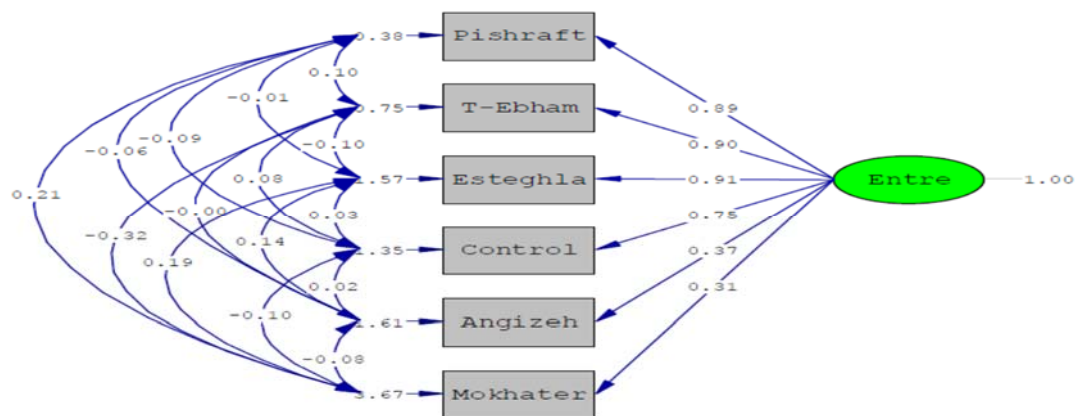 0.38 Pishraft
0.10
-0.01 0.89
0.75 T-Ebham
-0.09 -0.10 0.90
-0.06
0.08 Esteghla 0.91 Entre 1.00
0.21 -0.00 0.03 0.75
-0.32 0.14 Control 0.37
0.19 0.02 0.31
-0.10 Angizeh
-0.08
Mokhater